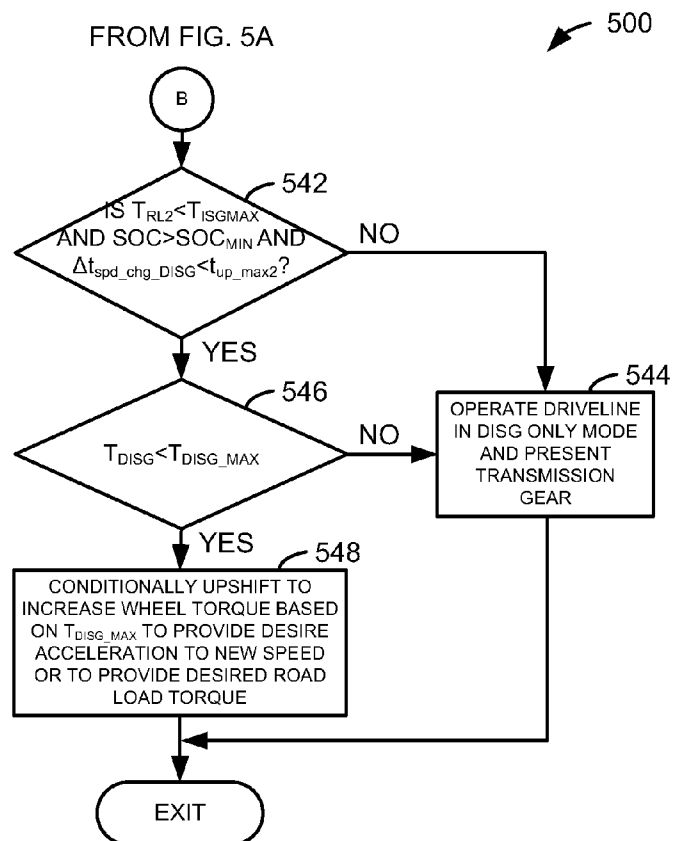 FROM FIG. 5A
500
B
542
IS T_RL2<T_ISGMAX
AND SOC>SOC_MIN AND
Δt_spd_chg_DISG<t_up_max2?
NO
YES
546
544
T_DISG<T_DISG_MAX
NO
OPERATE DRIVELINE
IN DISG ONLY MODE
AND PRESENT
TRANSMISSION
GEAR
YES
548
CONDITIONALLY UPSHIFT TO
INCREASE WHEEL TORQUE BASED
ON T_DISG_MAX TO PROVIDE DESIRE
ACCELERATION TO NEW SPEED
OR TO PROVIDE DESIRED ROAD
LOAD TORQUE
EXIT